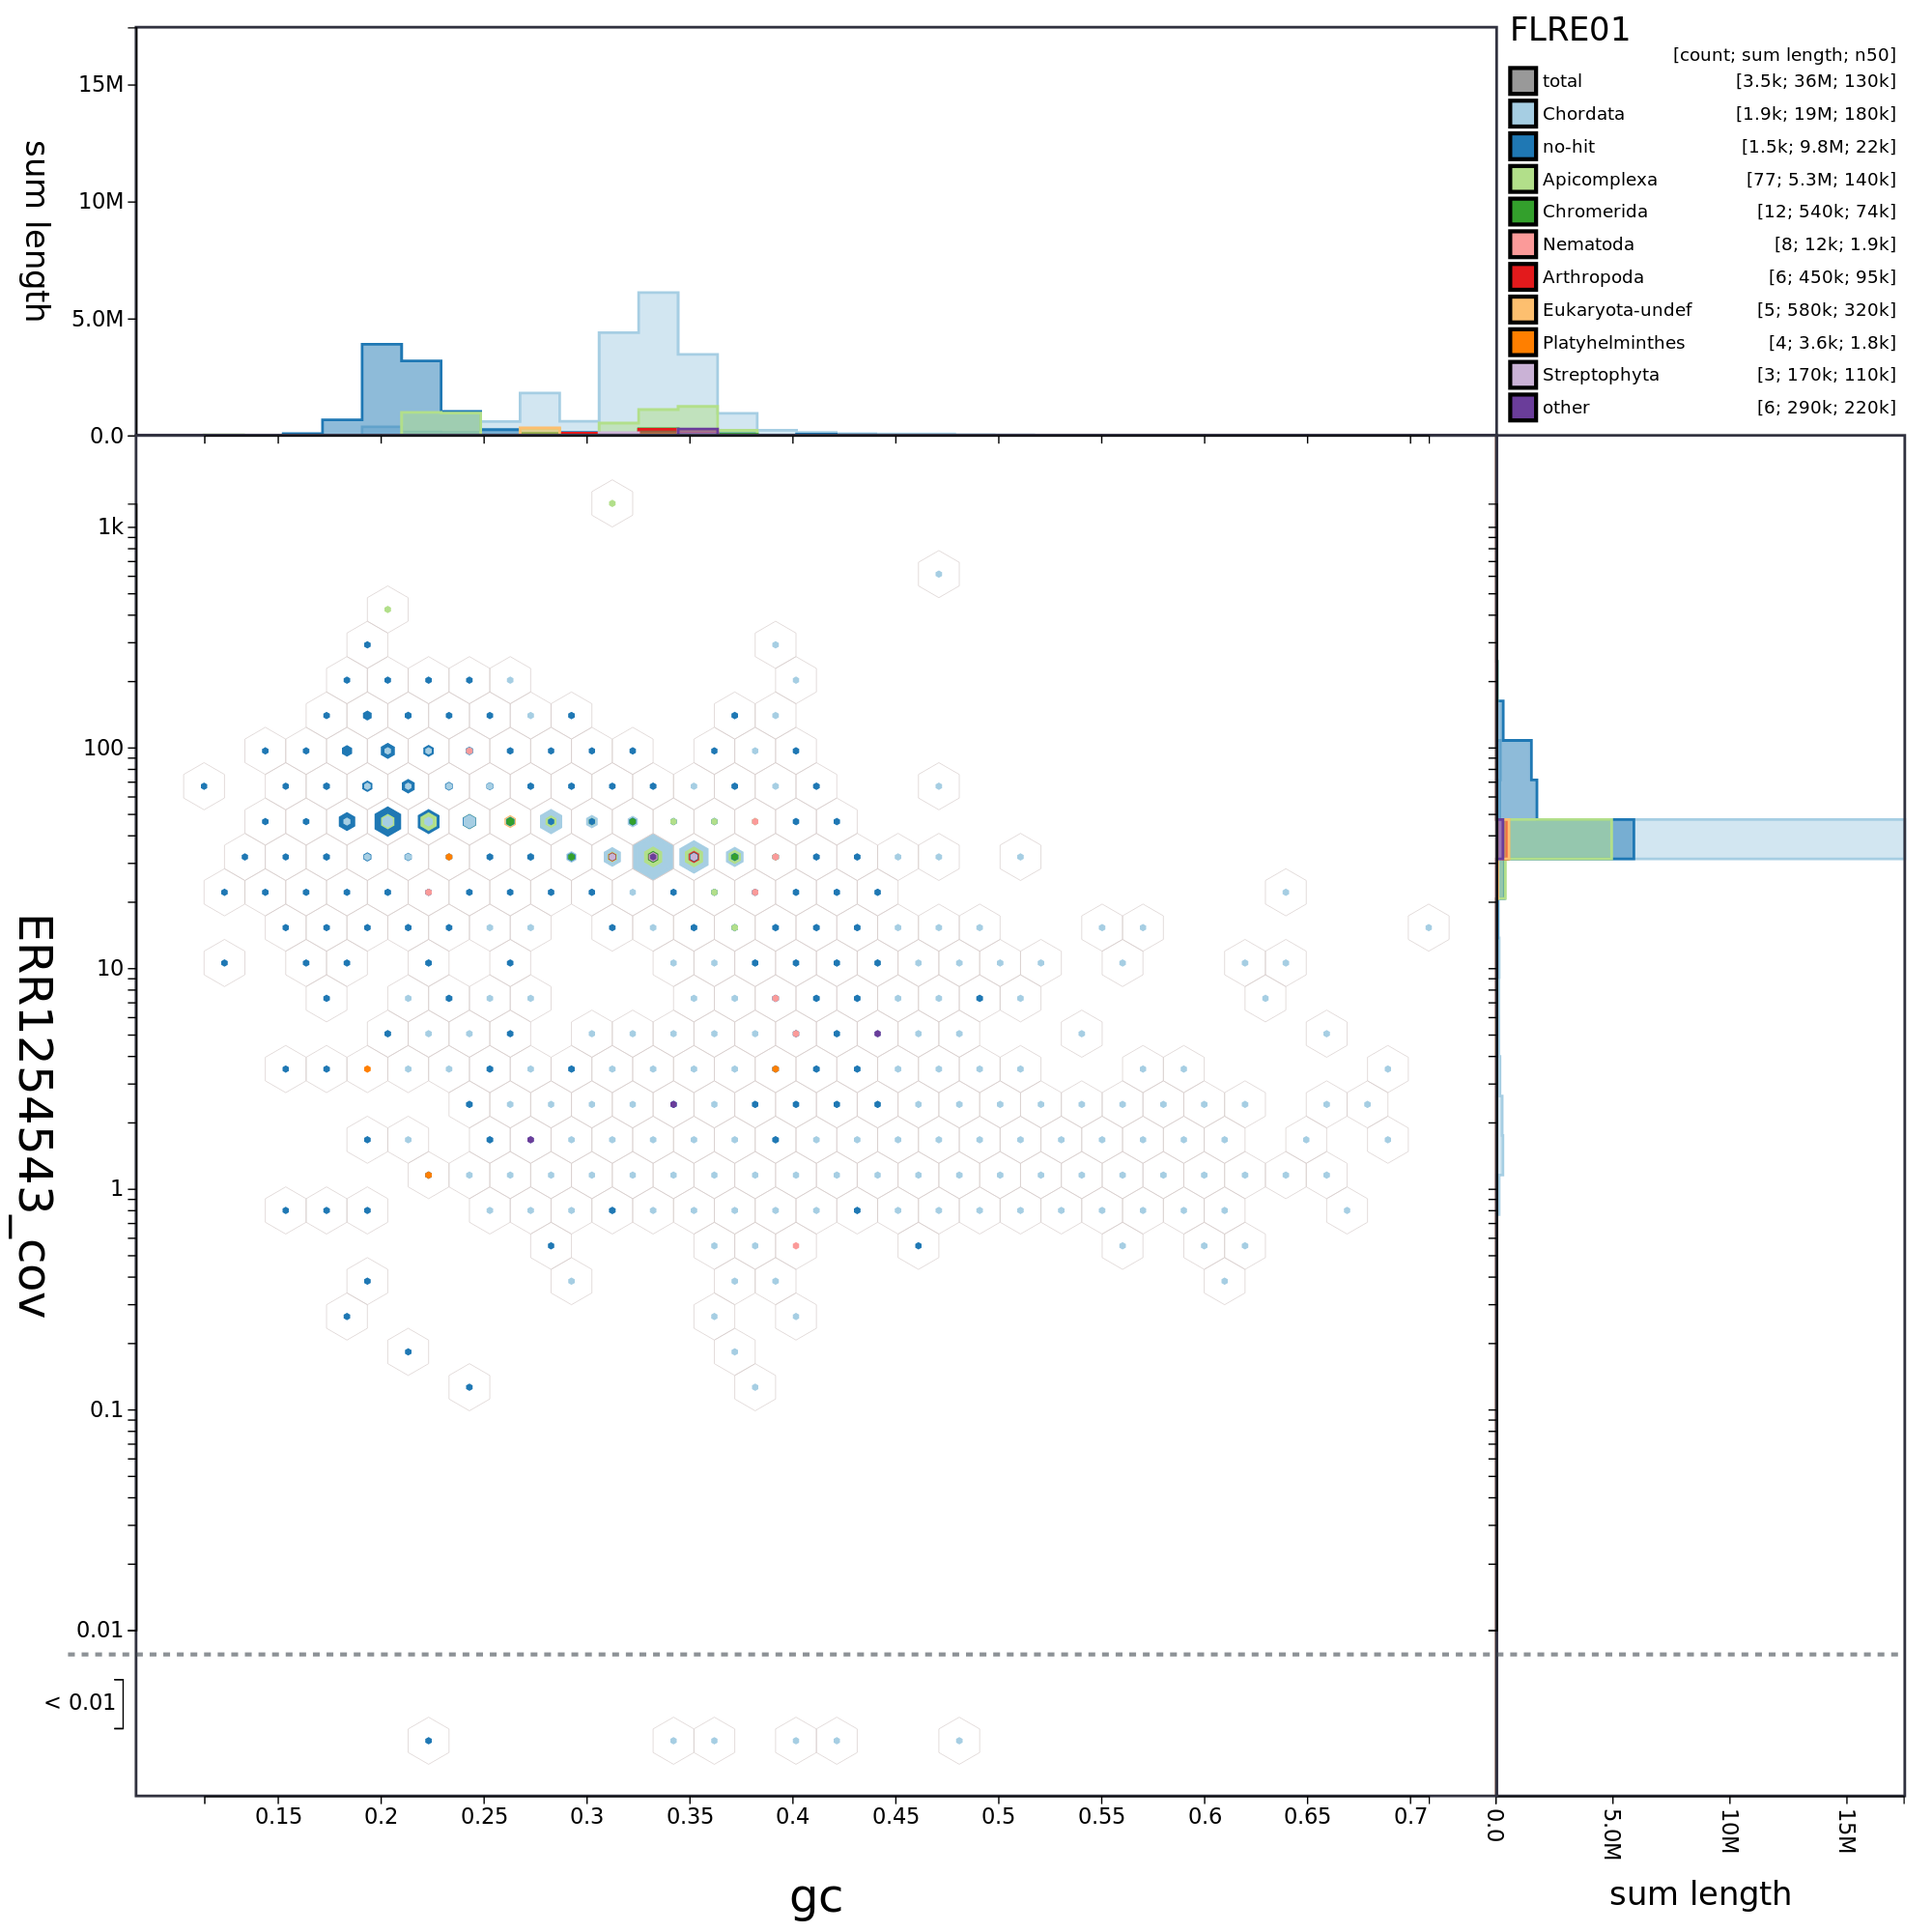 FLRE01
[count; sum length; n50]
total [3.5k; 36M; 130k]
Chordata [1.9k; 19M; 180k]
no-hit [1.5k; 9.8M; 22k]
Apicomplexa [77; 5.3M; 140k]
Chromerida [12; 540k; 74k]
Nematoda [8; 12k; 1.9k]
Arthropoda [6; 450k; 95k]
Eukaryota-undef [5; 580k; 320k]
Platyhelminthes [4; 3.6k; 1.8k]
Streptophyta [3; 170k; 110k]
other [6; 290k; 220k]
sum length
15M
10M
5.0M
0.0
ERR1254543_cov
1k
100
10
1
0.1
0.01
< 0.01
0.15 0.2 0.25 0.3 0.35 0.4 0.45 0.5 0.55 0.6 0.65 0.7
gc
0.0 5.0M 10M 15M
sum length